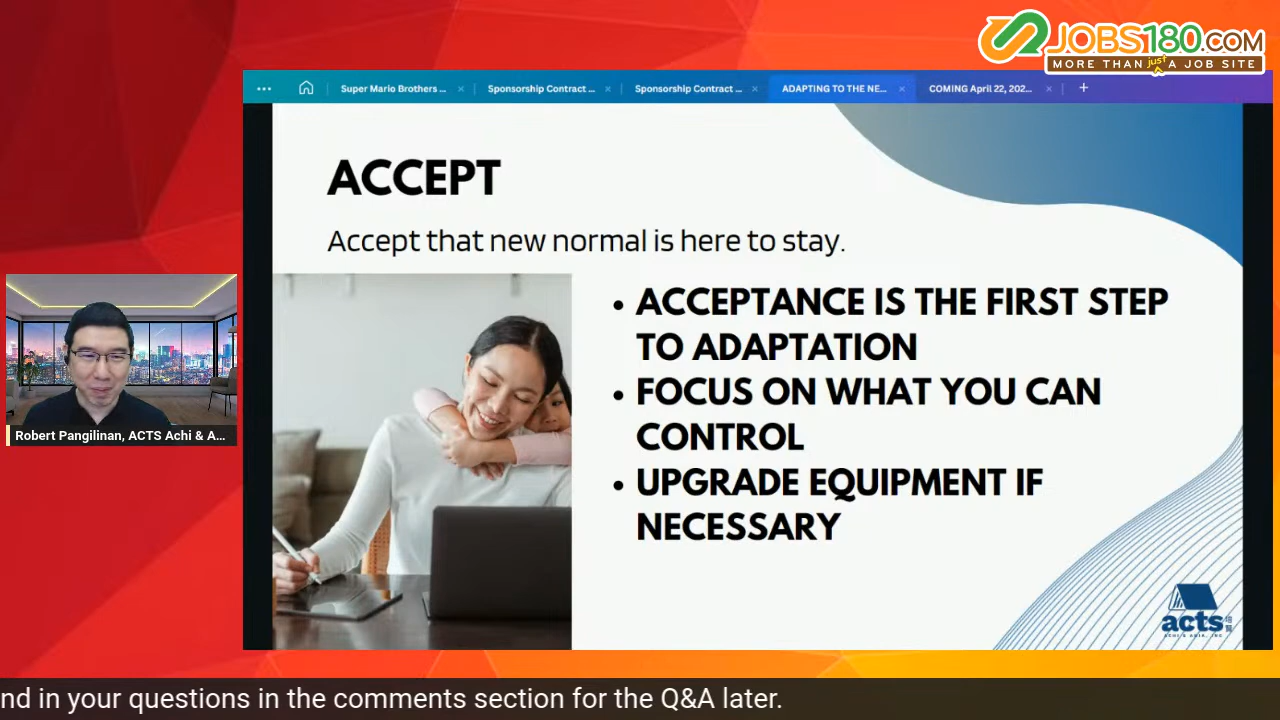 JOBS180.COM
MORE THAN just A JOB SITE
Super Mario Brothers ...
Sponsorship Contract ...
Sponsorship Contract ...
ADAPTING TO THE NE...
COMING April 22, 202...
ACCEPT
Accept that new normal is here to stay.
• ACCEPTANCE IS THE FIRST STEP
TO ADAPTATION
• FOCUS ON WHAT YOU CAN
CONTROL
• UPGRADE EQUIPMENT IF
NECESSARY
Robert Pangilinan, ACTS Achi & A...
acts
nd in your questions in the comments section for the Q&A later.